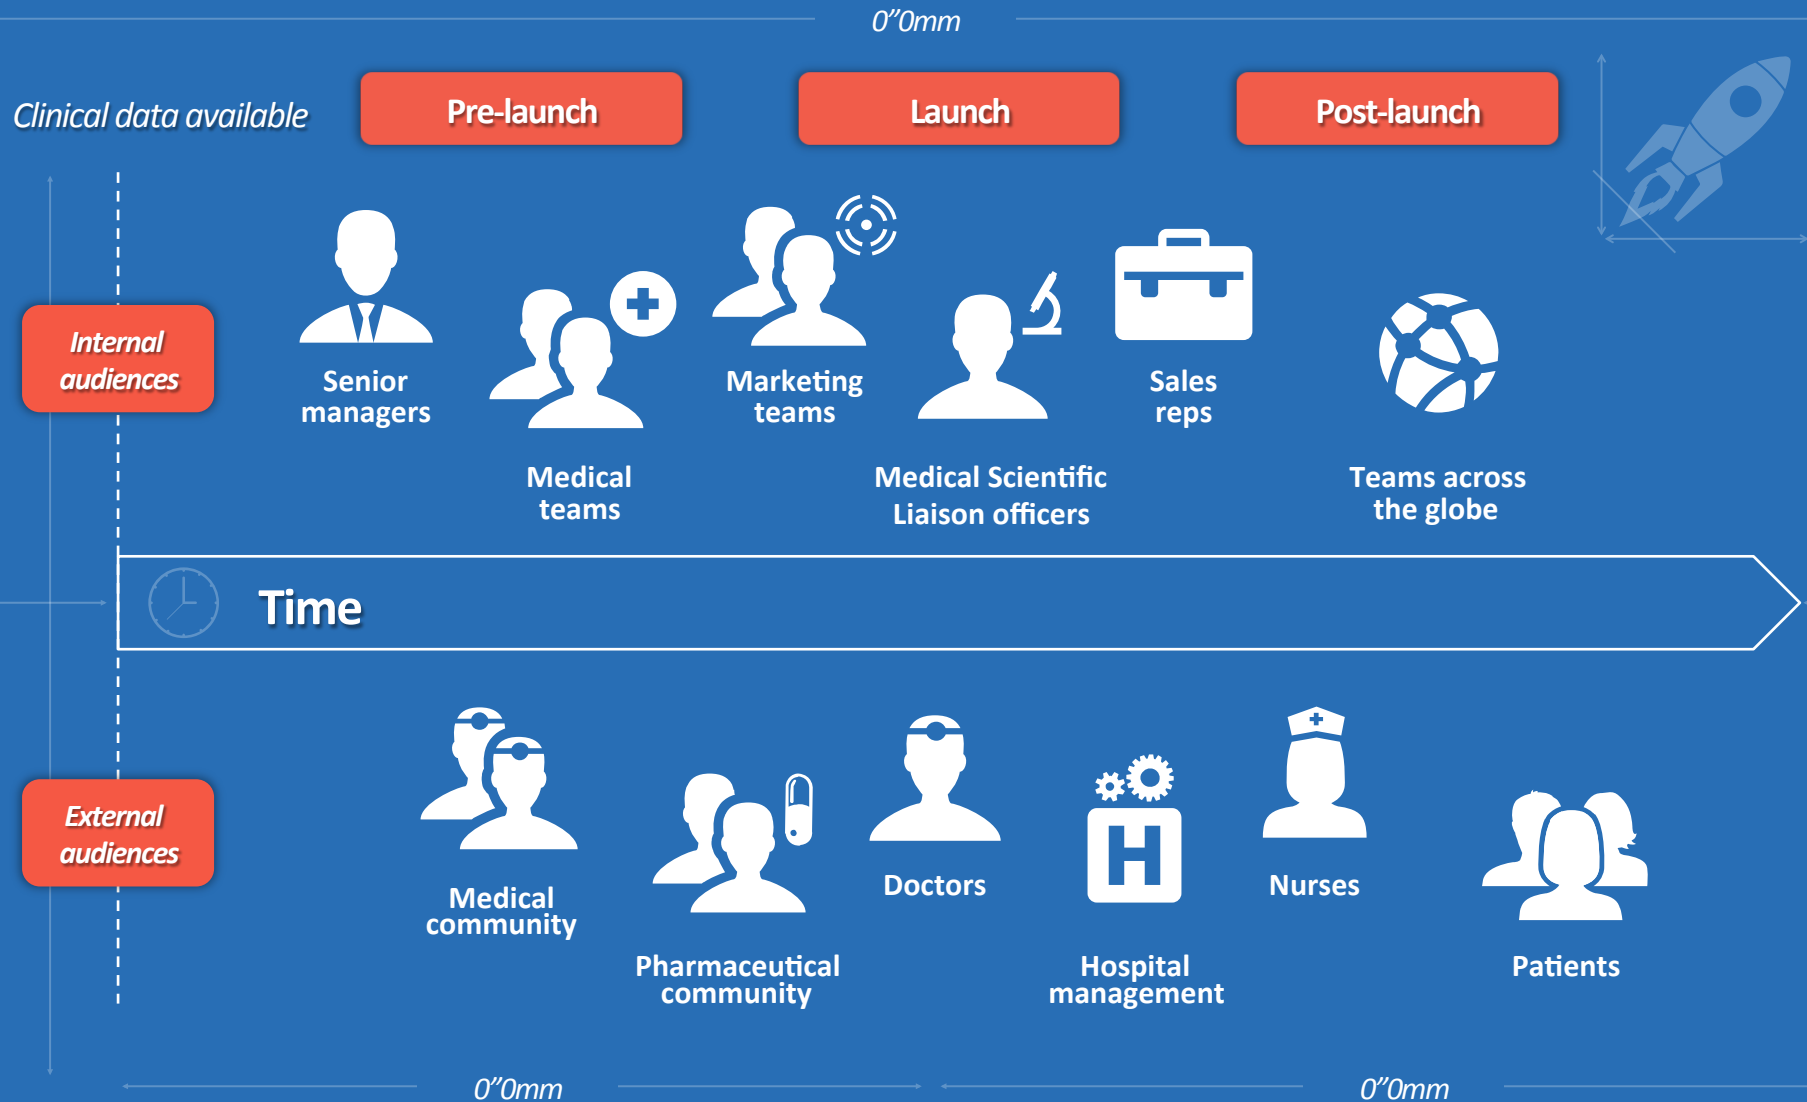 0”0mm
Clinical data available
Pre-launch
Launch
Post-launch
Internal
audiences
Senior
managers
Medical
teams
Marketing
teams
Medical Scientific
Liaison officers
Sales
reps
Teams across
the globe
Time
External
audiences
Medical
community
Pharmaceutical
community
Doctors
H
Hospital
management
Nurses
Patients
0”0mm
0”0mm